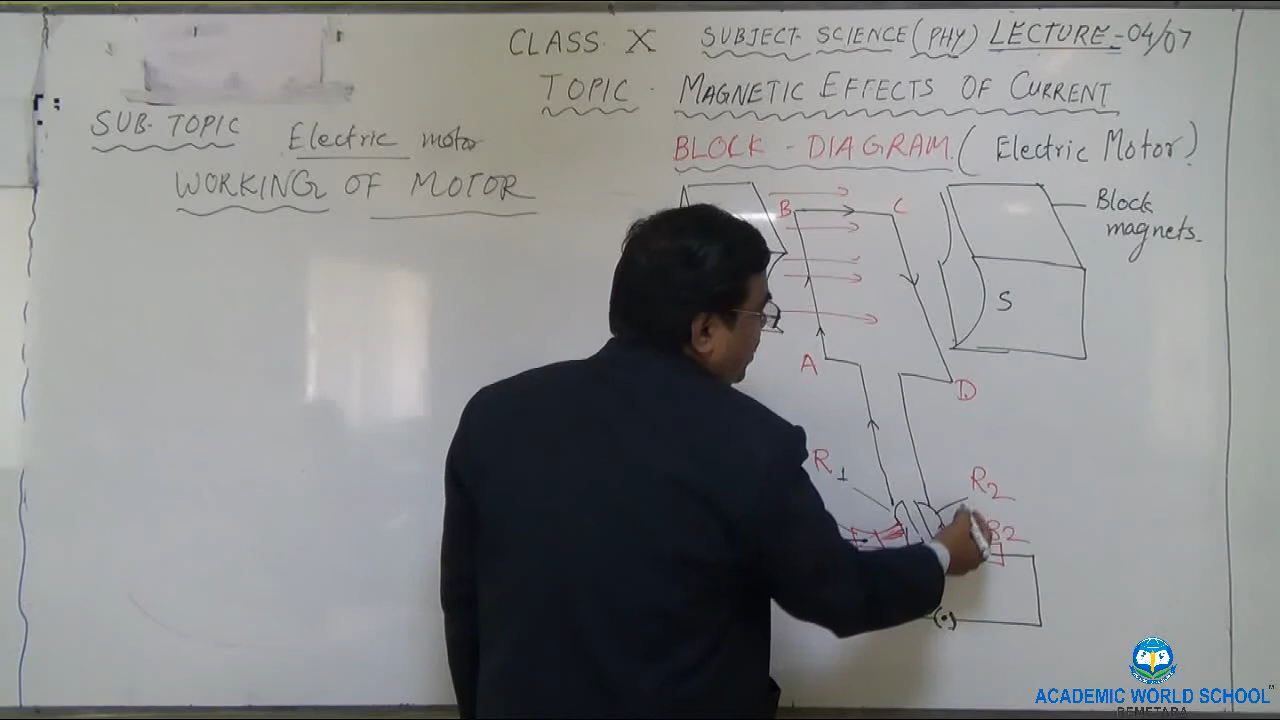 CLASS. X SUBJECT. SCIENCE (PHY) LECTURE - 04/07
TOPIC. MAGNETIC EFFECTS OF CURRENT
SUB. TOPIC Electric motor
BLOCK - DIAGRAM. ( Electric Motor )
WORKING OF MOTOR
B
C
Block
magnets.
S
A
D
R1
R2
B2
(•)
ACADEMIC WORLD SCHOOL
BEMETARA